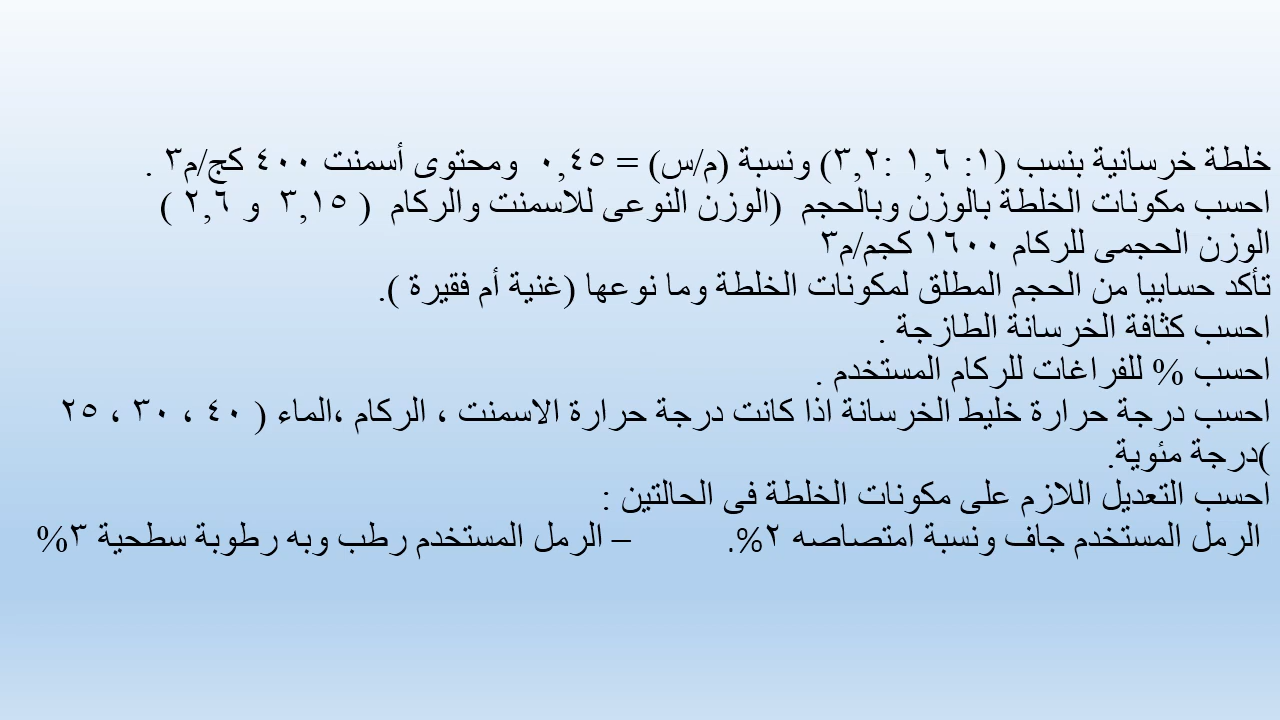 خلطة خرسانية بنسب (١: ١,٦ :٣,٢) ونسبة (م/س) = ٠,٤٥ ومحتوى أسمنت ٤٠٠ كج/م٣ .
احسب مكونات الخلطة بالوزن وبالحجم (الوزن النوعى للاسمنت والركام ( ٣,١٥ و ٢,٦ )
الوزن الحجمى للركام ١٦٠٠ كجم/م٣
تأكد حسابيا من الحجم المطلق لمكونات الخلطة وما نوعها (غنية أم فقيرة ).
احسب كثافة الخرسانة الطازجة .
احسب % للفراغات للركام المستخدم .
احسب درجة حرارة خليط الخرسانة اذا كانت درجة حرارة الاسمنت ، الركام ،الماء ( ٤٠ ، ٣٠ ، ٢٥
)درجة مئوية.
احسب التعديل اللازم على مكونات الخلطة فى الحالتين :
الرمل المستخدم جاف ونسبة امتصاصه ٢%. – الرمل المستخدم رطب وبه رطوبة سطحية ٣%